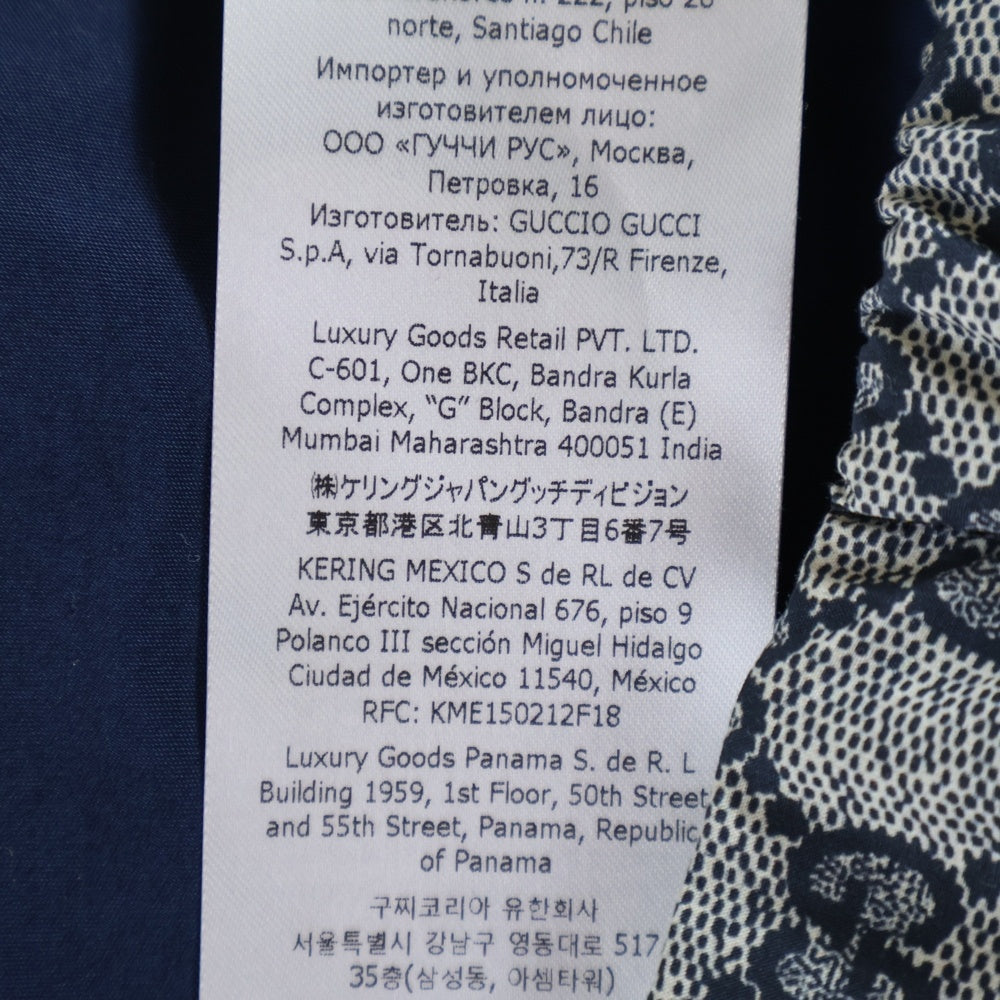 nº. 222, piso 20
norte, Santiago Chile
Импортер и уполномоченное
изготовителем лицо:
ООО «ГУЧЧИ РУС», Москва,
Петровка, 16
Изготовитель: GUCCIO GUCCI
S.p.A, via Tornabuoni,73/R Firenze,
Italia
Luxury Goods Retail PVT. LTD.
C-601, One BKC, Bandra Kurla
Complex, “G” Block, Bandra (E)
Mumbai Maharashtra 400051 India
㈱ケリングジャパングッチディビジョン
東京都港区北青山3丁目6番7号
KERING MEXICO S de RL de CV
Av. Ejército Nacional 676, piso 9
Polanco III sección Miguel Hidalgo
Ciudad de México 11540, México
RFC: KME150212F18
Luxury Goods Panama S. de R. L
Building 1959, 1st Floor, 50th Street
and 55th Street, Panama, Republic
of Panama
구찌코리아 유한회사
서울특별시 강남구 영동대로 517
35층(삼성동, 아셈타워)